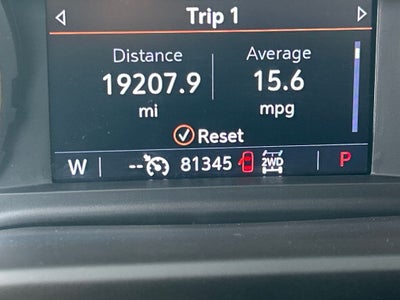 Trip 1
Distance Average
19207.9 15.6
mi mpg
Reset
W -- 81345 2WD P